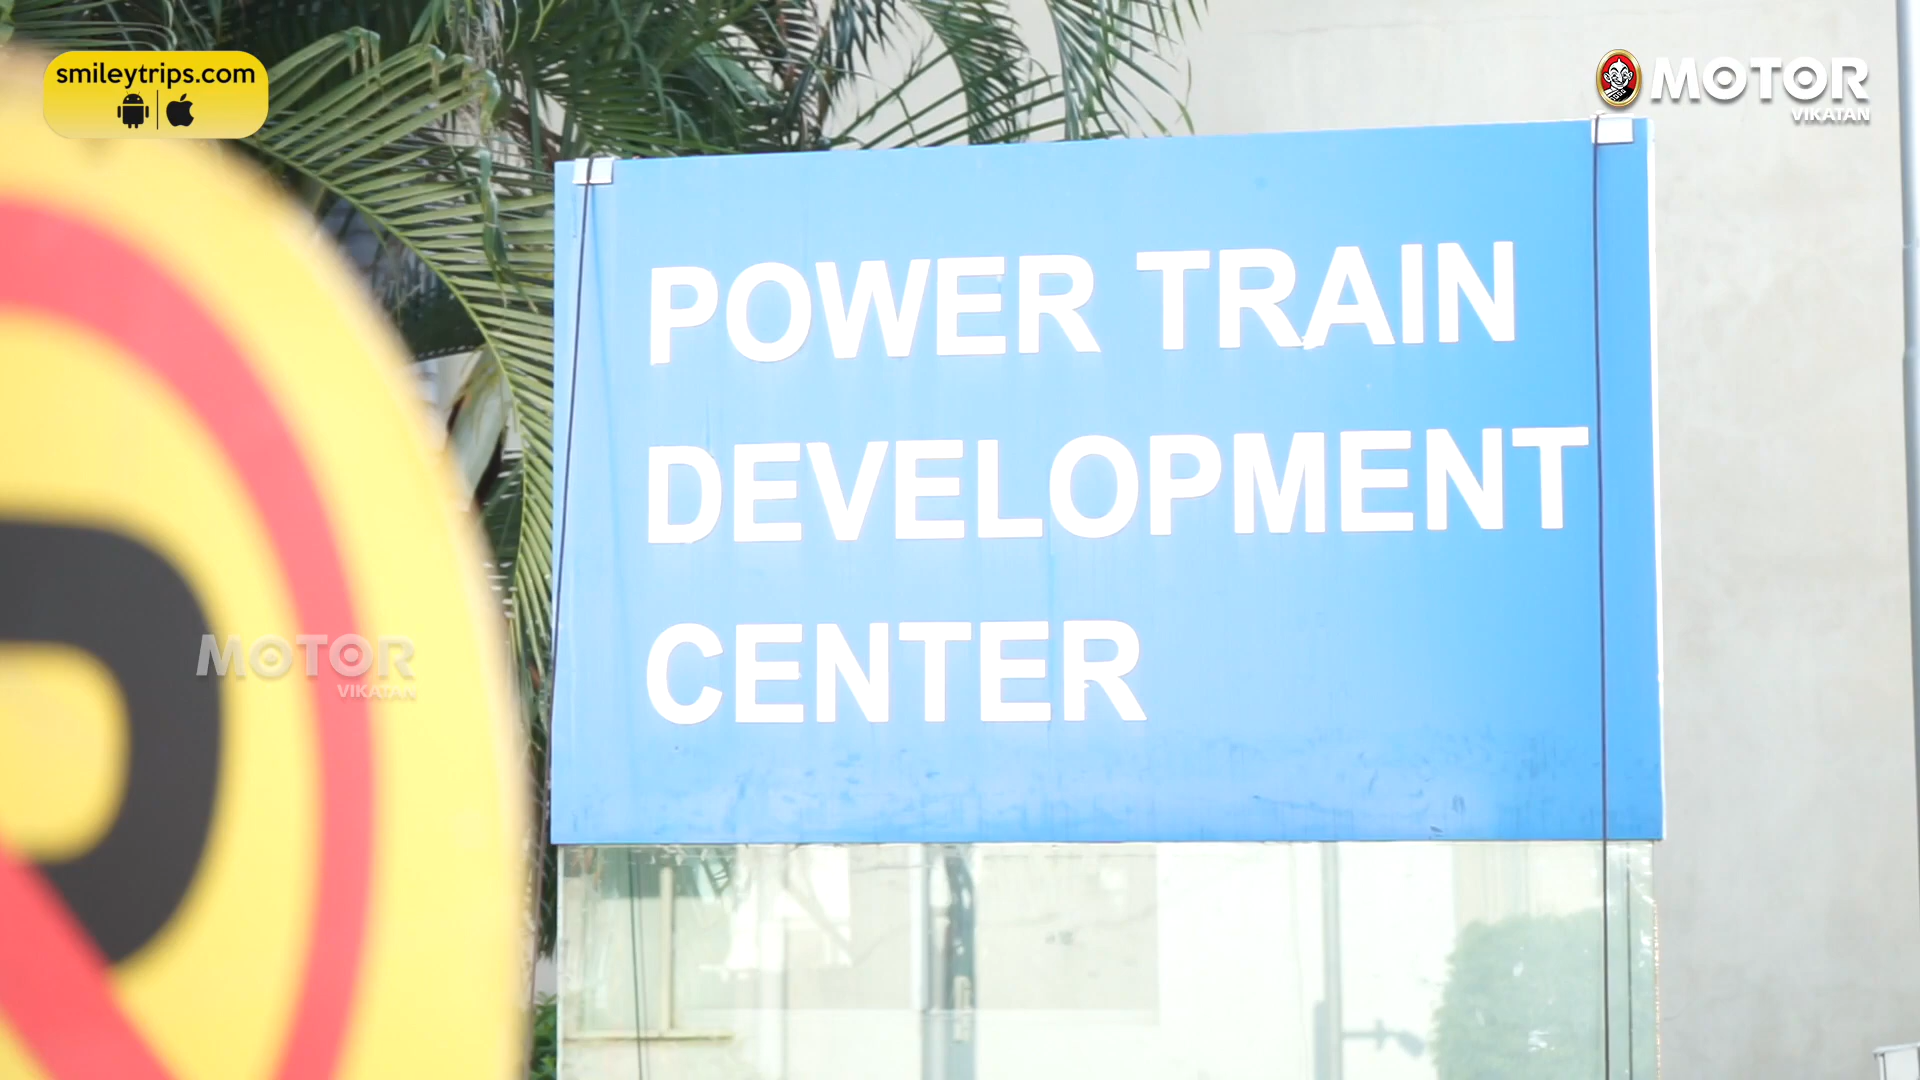 smileytrips.com
MOTOR
VIKATAN
POWER TRAIN
DEVELOPMENT
CENTER
P
MOTOR
VIKATAN